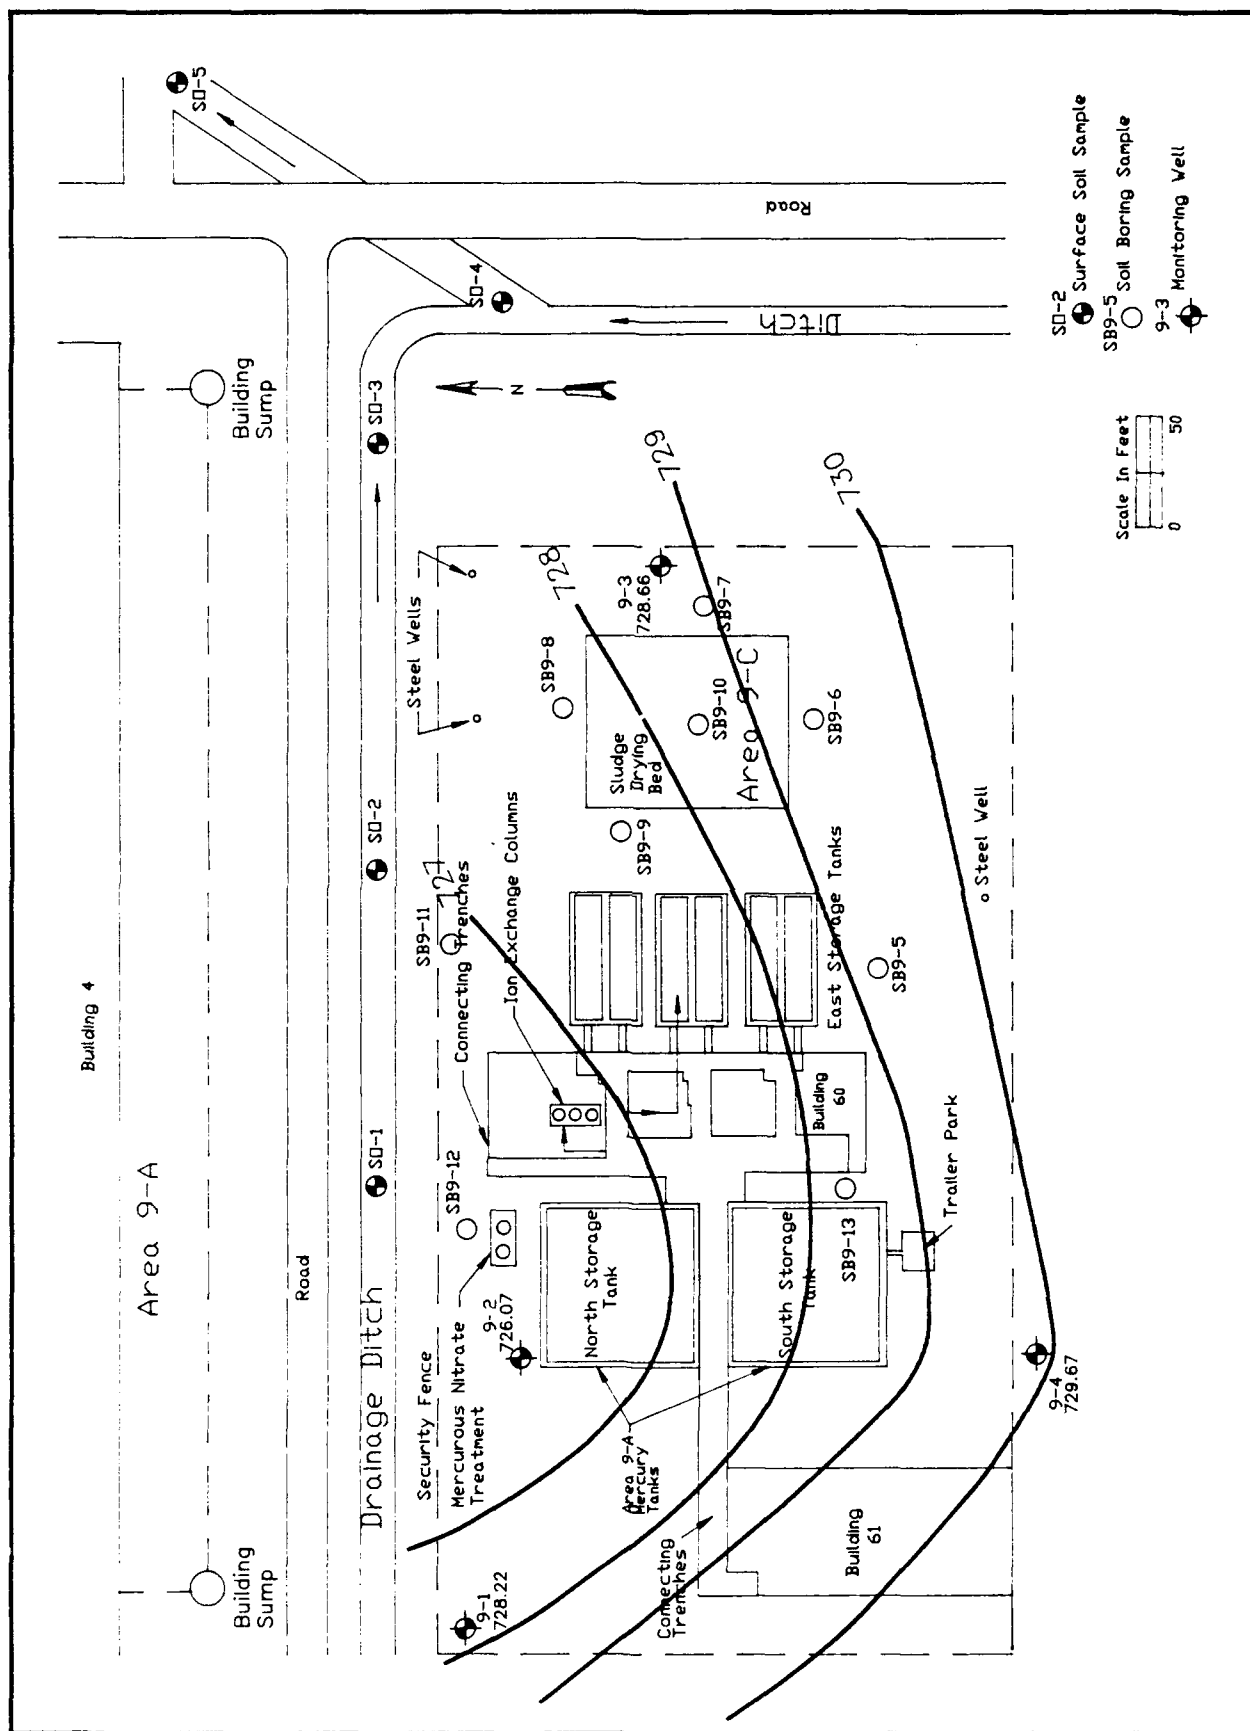 Building 4
Area 9-A
Building
Sump
Building
Sump
Road
Road
Drainage Ditch
Ditch
SD-1
SD-2
SD-3
SD-4
SD-5
N
Security Fence
Mercurous Nitrate
Treatment
SB9-12
SB9-11
727
Connecting Trenches
Ion Exchange Columns
Steel Wells
9-1
728.22
9-2
726.07
North Storage
Tank
South Storage
Tank
SB9-13
Area 9-A
Mercury
Tanks
Connecting
Trenches
Building
61
Building
60
Trailer Park
East Storage Tanks
SB9-5
SB9-9
SB9-8
Sludge
Drying
Bed
SB9-10
Area 9-C
SB9-6
SB9-7
9-3
728.66
728
729
730
Steel Well
9-4
729.67
Scale In Feet
0
50
SD-2
Surface Soil Sample
SB9-5
Soil Boring Sample
9-3
Monitoring Well